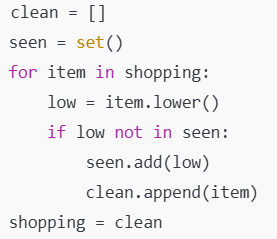 clean = []
seen = set()
for item in shopping:
    low = item.lower()
    if low not in seen:
        seen.add(low)
        clean.append(item)
shopping = clean